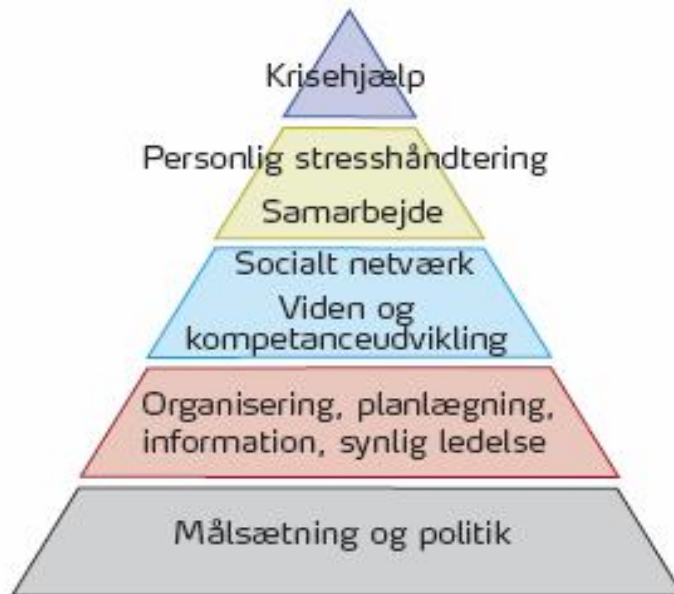 Krisehjælp
Personlig stresshåndtering
Samarbejde
Socialt netværk
Viden og
kompetanceudvikling
Organisering, planlægning,
information, synlig ledelse
Målsætning og politik